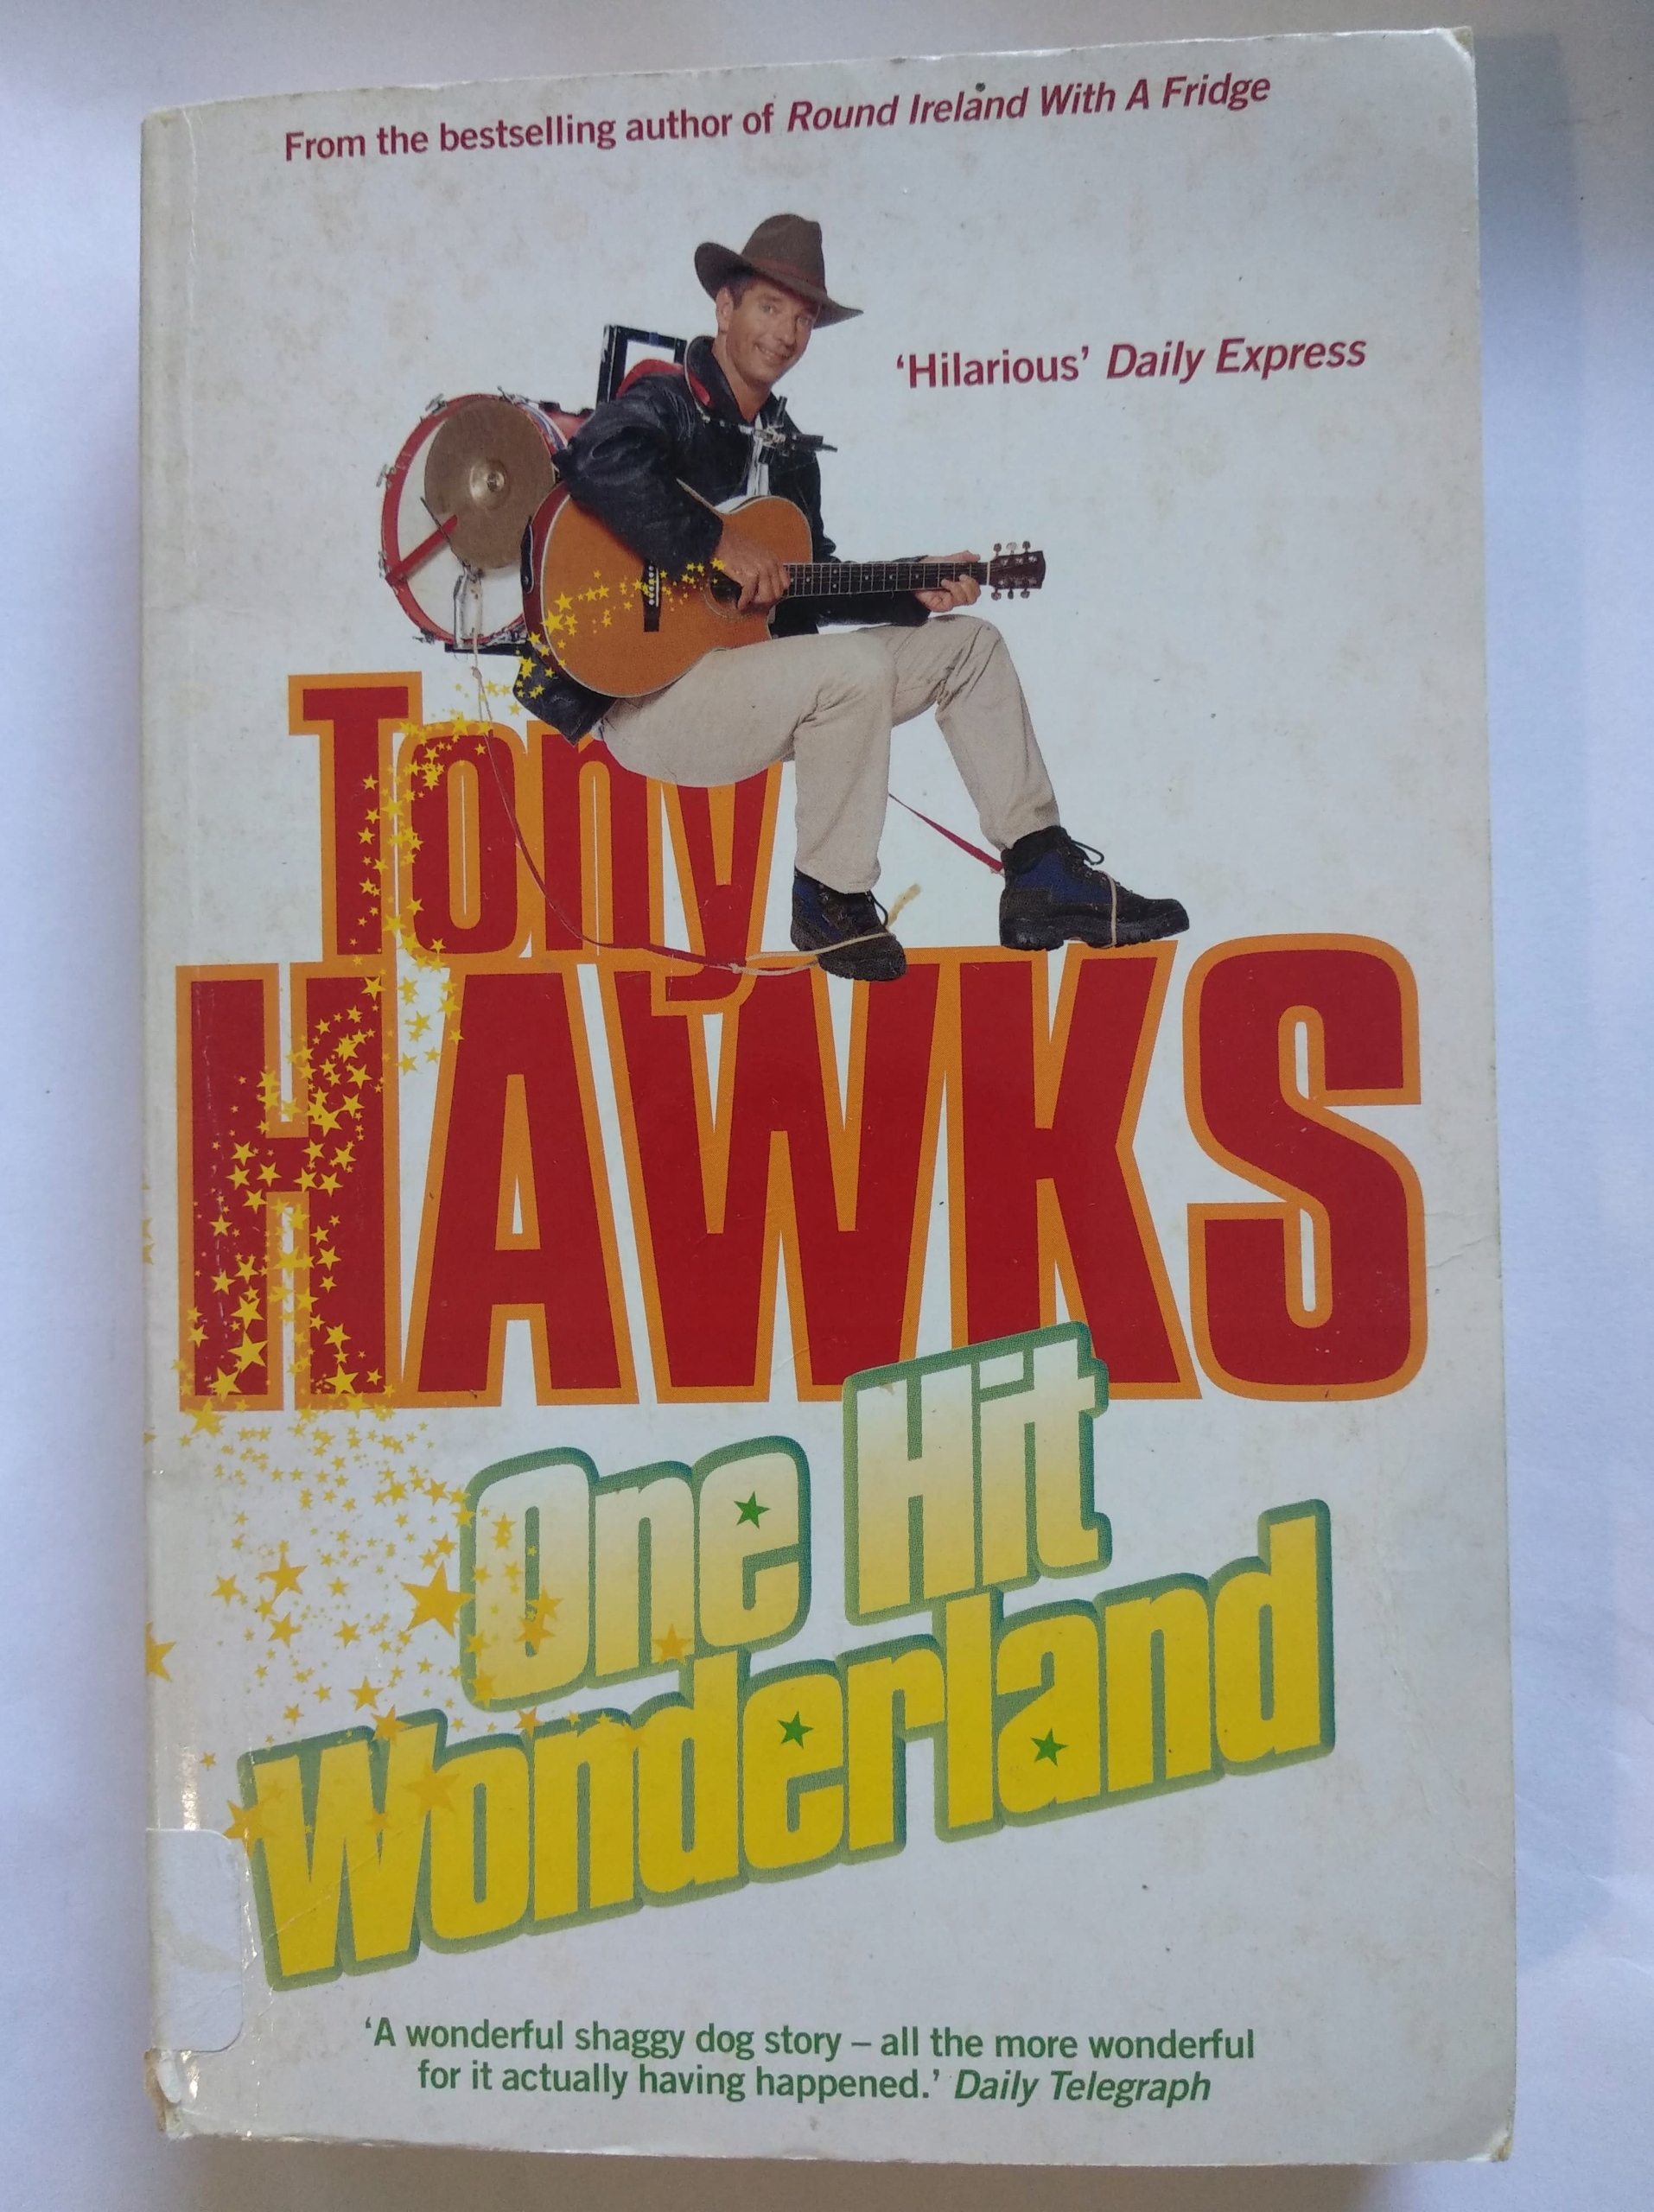 From the bestselling author of Round Ireland With A Fridge
‘Hilarious’ Daily Express
Tony
HAWKS
One Hit
Wonderland
‘A wonderful shaggy dog story – all the more wonderful
for it actually having happened.’ Daily Telegraph